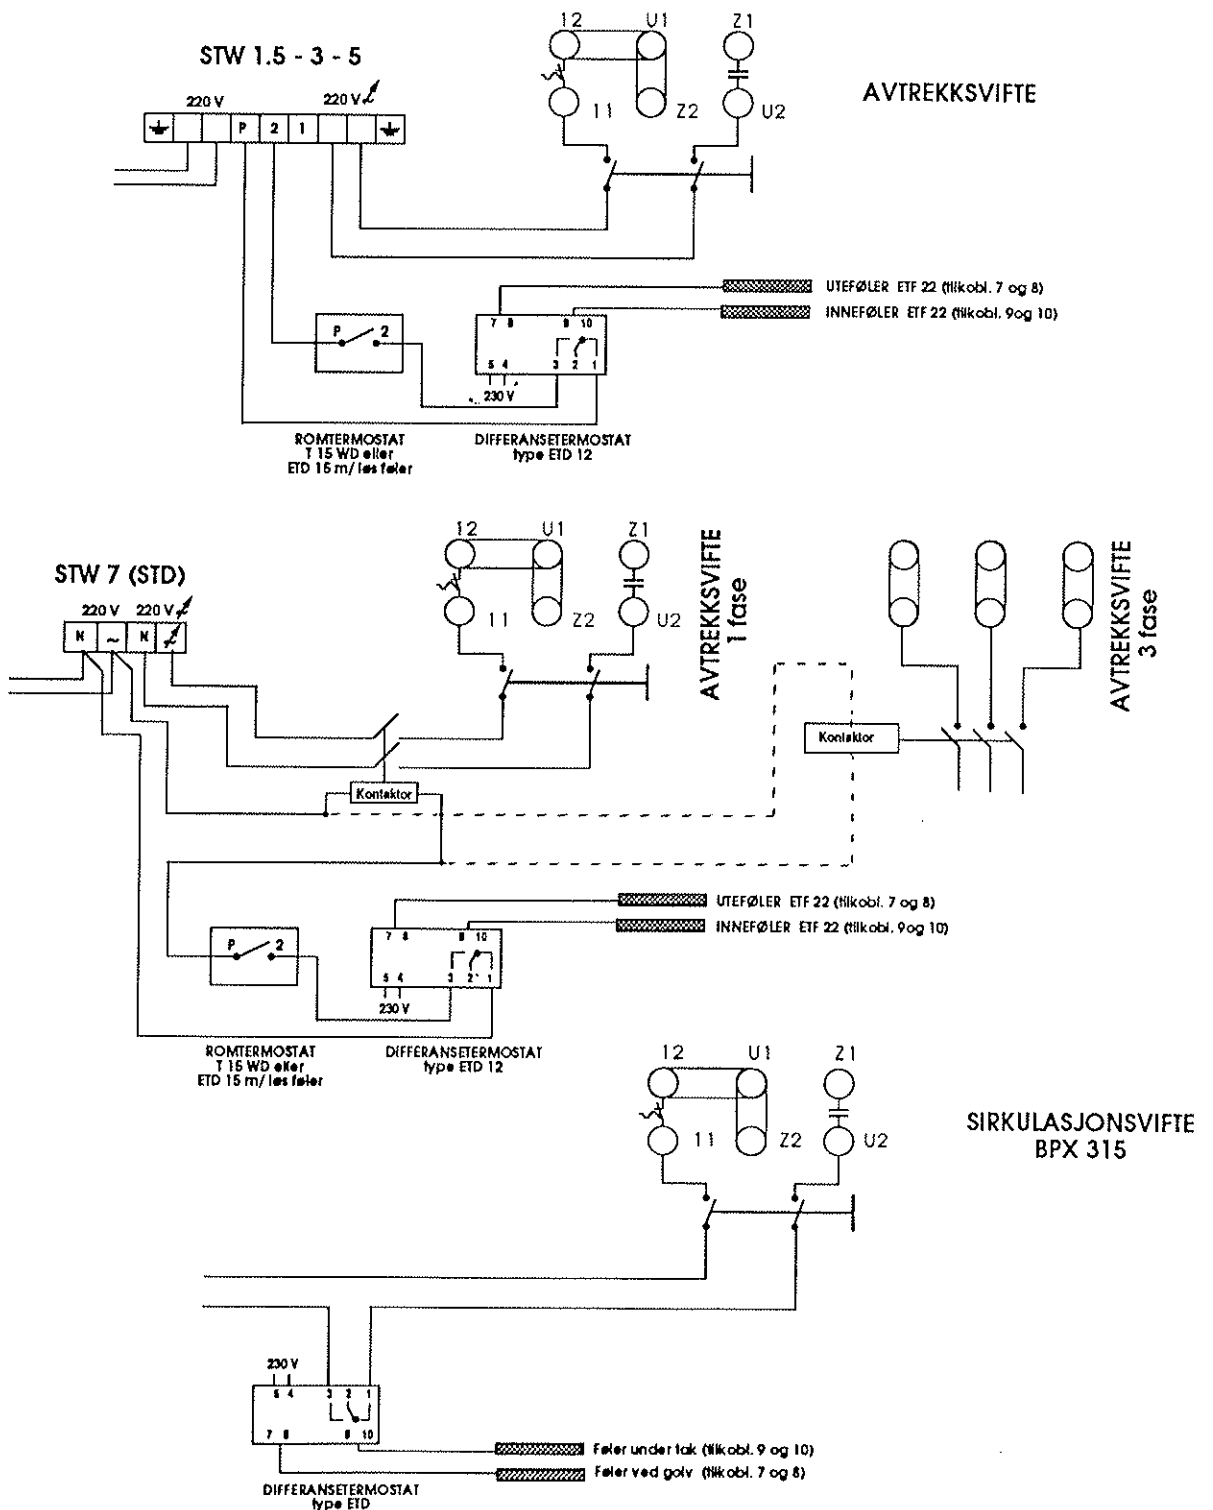 12 U1 Z1
STW 1.5 - 3 - 5
220 V 220 V
P 2 1
11 Z2 U2
AVTREKKSVIFTE
UTEFØLER ETF 22 (tilkobl. 7 og 8)
INNEFØLER ETF 22 (tilkobl. 9 og 10)
P 2
7 8 9 10
5 4 3 2 1
230 V
ROMTERMOSTAT
T 15 WD eller
ETD 15 m/ løs føler
DIFFERANSETERMOSTAT
type ETD 12
12 U1 Z1
STW 7 (STD)
220 V 220 V
N ~ N
11 Z2 U2
AVTREKKSVIFTE
1 fase
AVTREKKSVIFTE
3 fase
Kontaktor
Kontaktor
UTEFØLER ETF 22 (tilkobl. 7 og 8)
INNEFØLER ETF 22 (tilkobl. 9 og 10)
P 2
7 8 9 10
5 4 3 2 1
230 V
ROMTERMOSTAT
T 15 WD eller
ETD 15 m/ løs føler
DIFFERANSETERMOSTAT
type ETD 12
12 U1 Z1
11 Z2 U2
SIRKULASJONSVIFTE
BPX 315
230 V
5 4 3 2 1
7 8 9 10
Føler under tak (tilkobl. 9 og 10)
Føler ved golv (tilkobl. 7 og 8)
DIFFERANSETERMOSTAT
type ETD